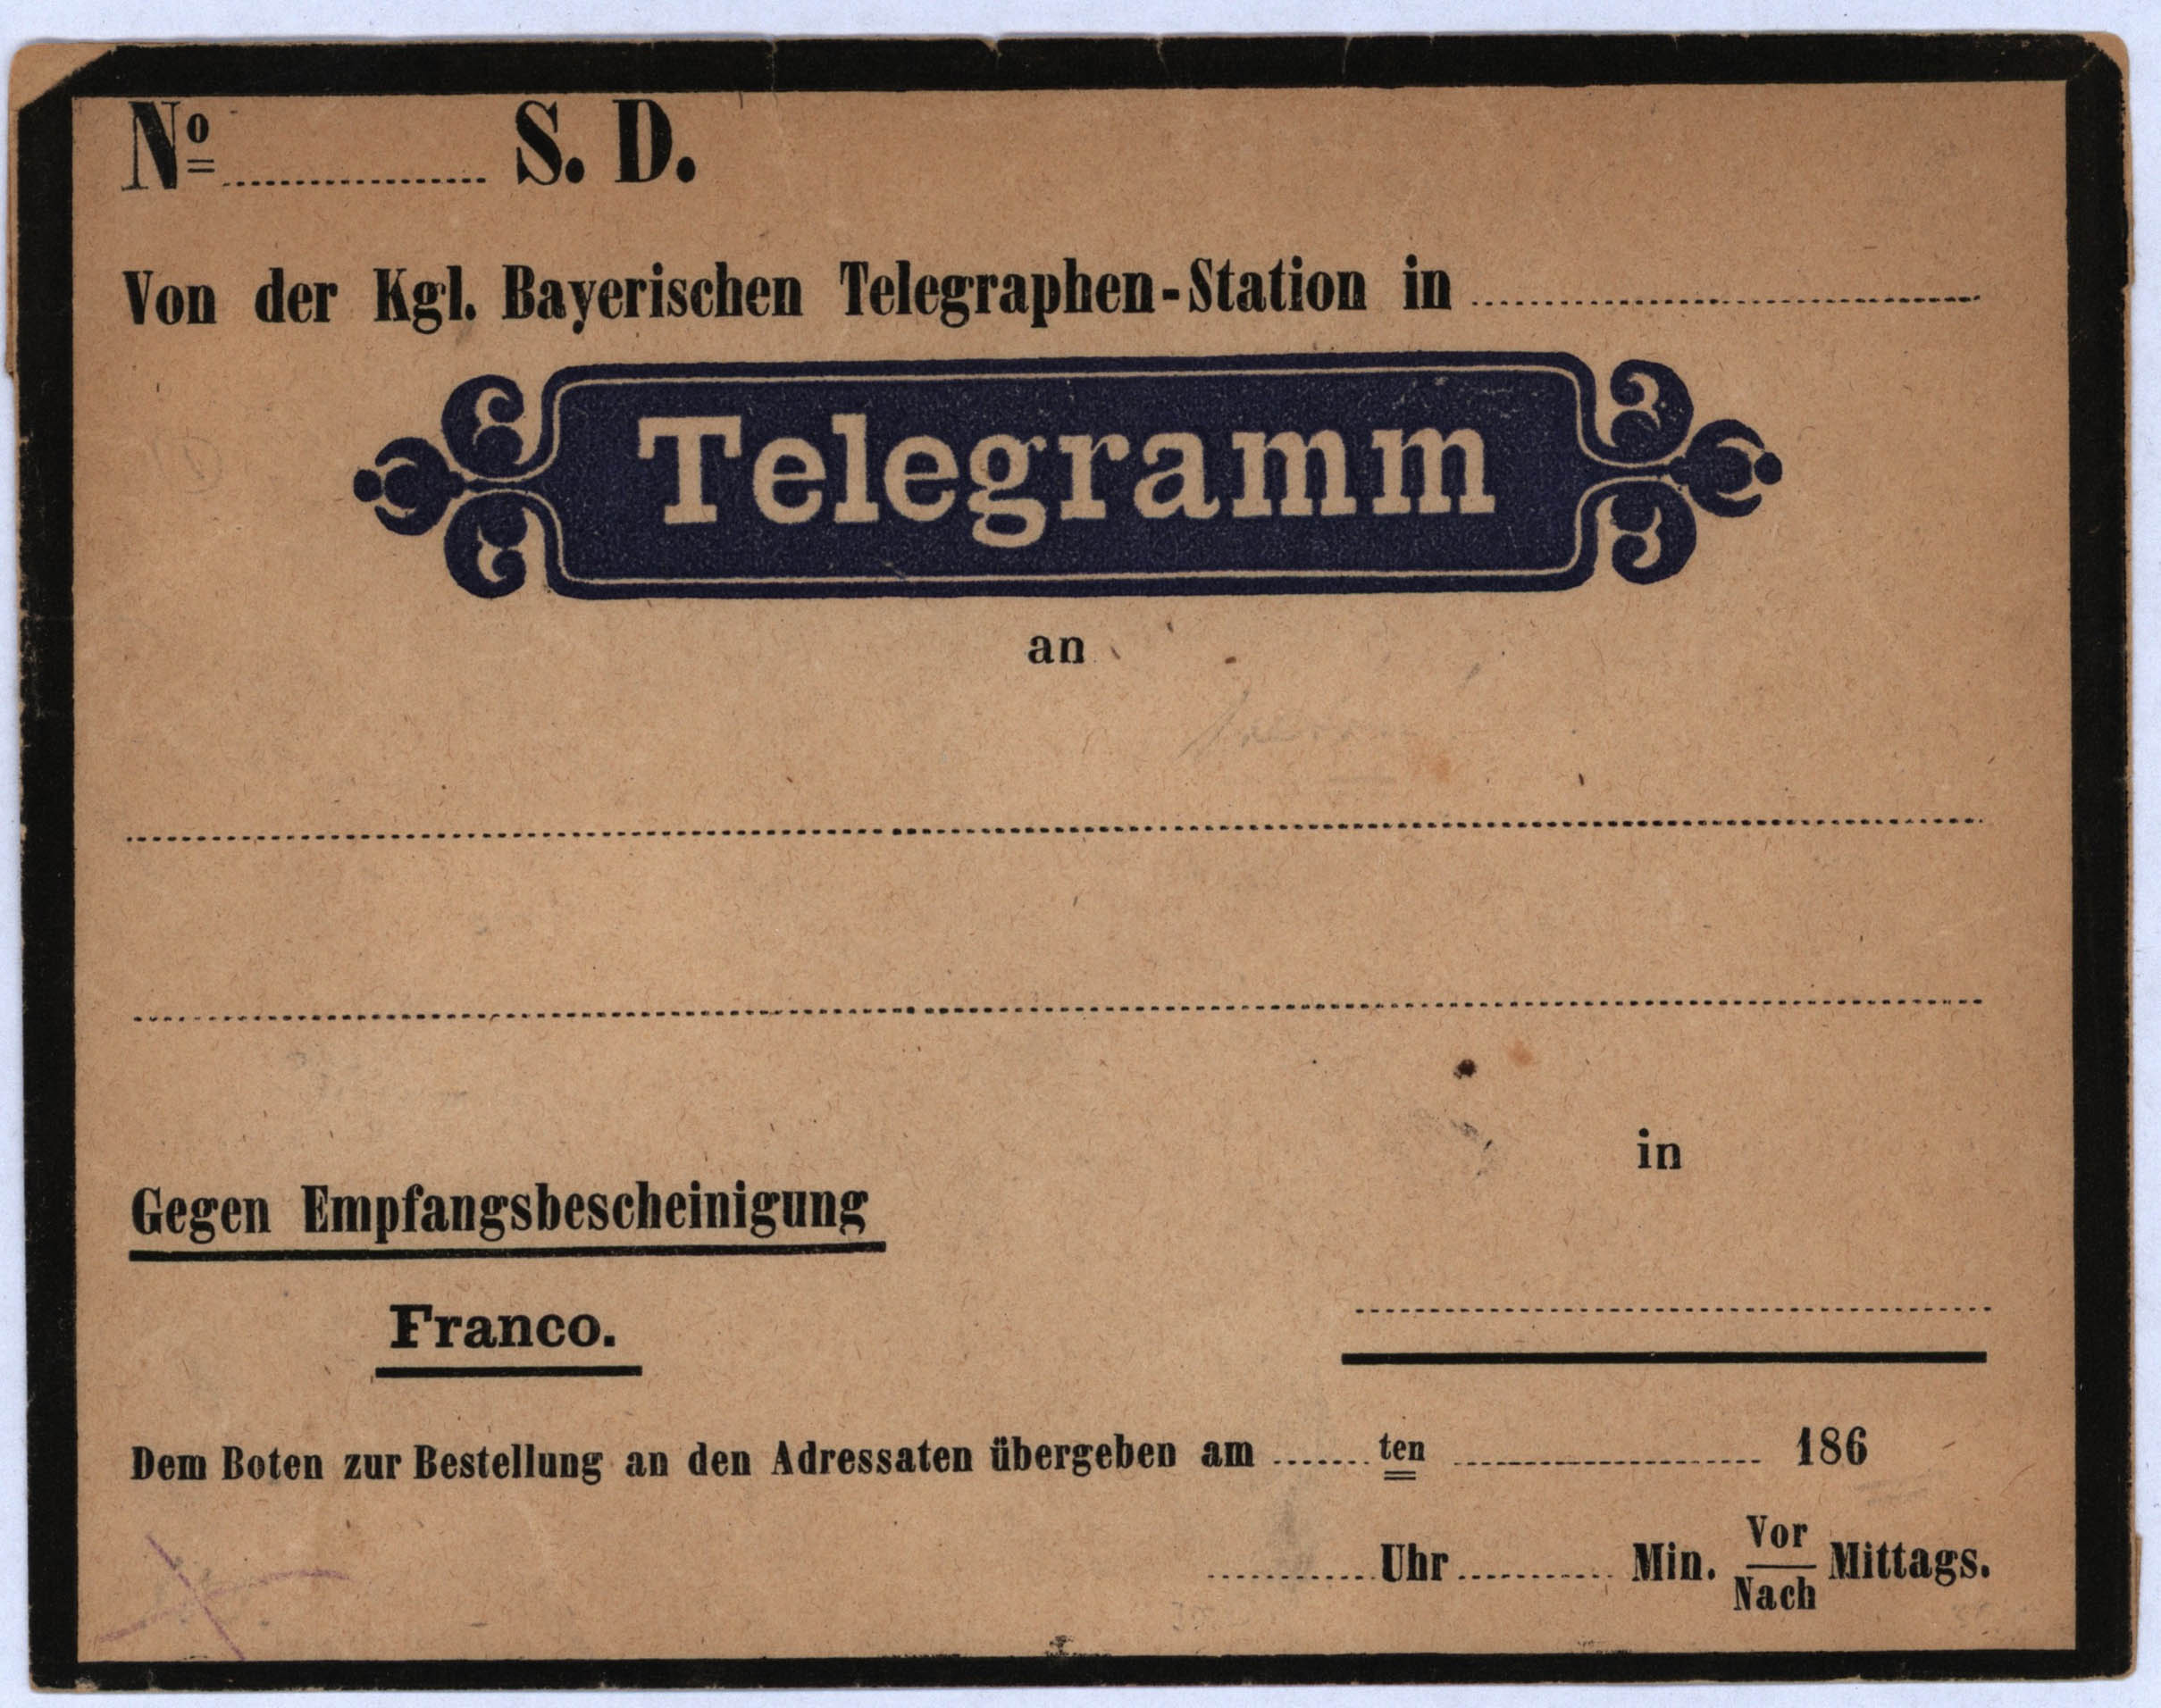 No ........ S. D.
Von der Kgl. Bayerischen Telegraphen-Station in ........
Telegramm
an
in
Gegen Empfangsbescheinigung
Franco.
Dem Boten zur Bestellung an den Adressaten übergeben am ....... ten ........ 186
........ Uhr ........ Min. Vor/Nach Mittags.